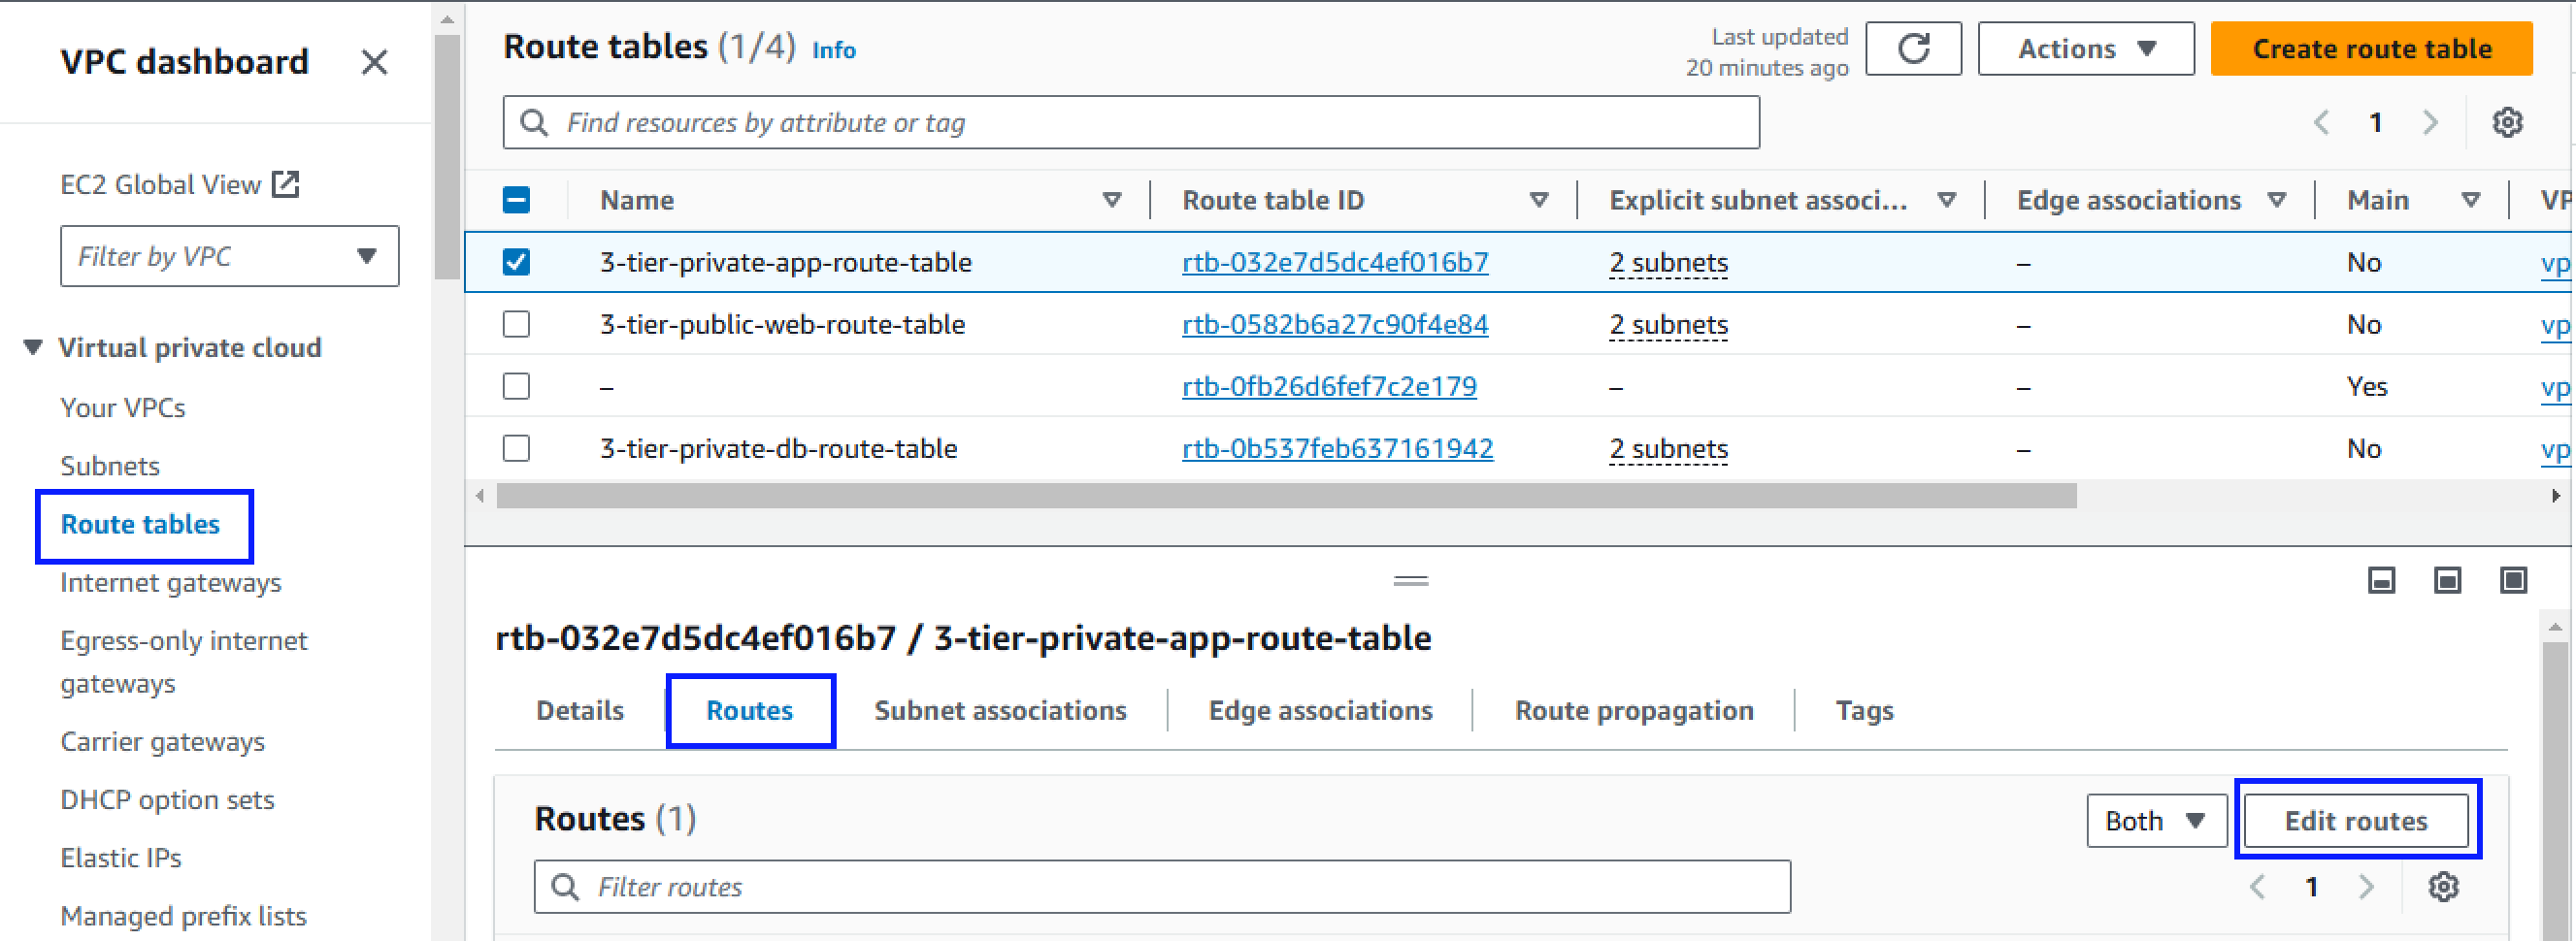 VPC dashboard
EC2 Global View
Filter by VPC
Virtual private cloud
Your VPCs
Subnets
Route tables
Internet gateways
Egress-only internet
gateways
Carrier gateways
DHCP option sets
Elastic IPs
Managed prefix lists
Route tables (1/4) Info
Last updated
20 minutes ago
Actions
Create route table
Find resources by attribute or tag
1
Name Route table ID Explicit subnet associ... Edge associations Main VP
3-tier-private-app-route-table rtb-032e7d5dc4ef016b7 2 subnets – No vp
3-tier-public-web-route-table rtb-0582b6a27c90f4e84 2 subnets – No vp
– rtb-0fb26d6fef7c2e179 – – Yes vp
3-tier-private-db-route-table rtb-0b537feb637161942 2 subnets – No vp
rtb-032e7d5dc4ef016b7 / 3-tier-private-app-route-table
Details Routes Subnet associations Edge associations Route propagation Tags
Routes (1)
Both
Edit routes
Filter routes
1